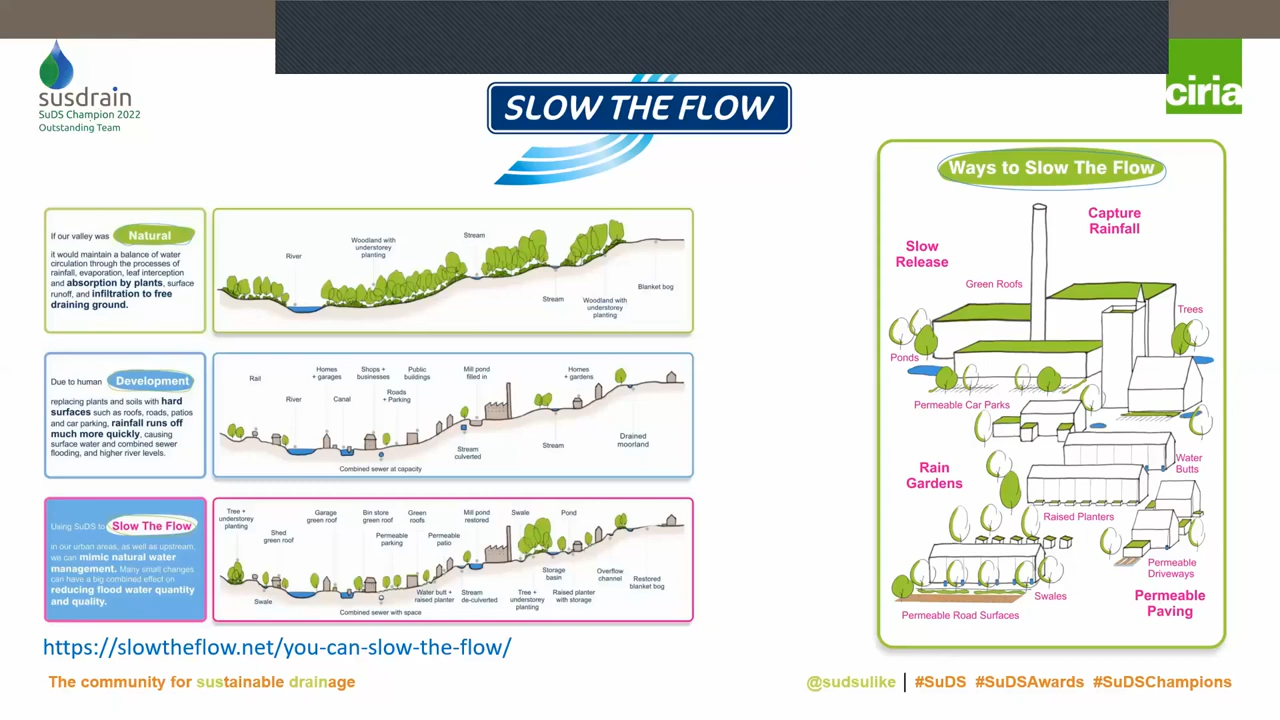 susdrain
SuDS Champion 2022
Outstanding Team
SLOW THE FLOW
ciria
If our valley was Natural
it would maintain a balance of water
circulation through the processes of
rainfall, evaporation, leaf interception
and absorption by plants, surface
runoff, and infiltration to free
draining ground.
River
Woodland with
understorey
planting
Stream
Stream
Woodland with
understorey
planting
Blanket bog
Due to human Development
replacing plants and soils with hard
surfaces such as roofs, roads, patios
and car parking, rainfall runs off
much more quickly, causing
surface water and combined sewer
flooding, and higher river levels.
Rail
River
Homes
+ garages
Canal
Shops +
businesses
Roads
+ Parking
Public
buildings
Mill pond
filled in
Homes
+ gardens
Combined sewer at capacity
Stream
culverted
Stream
Drained
moorland
Using SuDS to Slow The Flow
in our urban areas, as well as upstream,
we can mimic natural water
management. Many small changes
can have a big combined effect on
reducing flood water quantity
and quality.
Tree +
understorey
planting
Shed
green roof
Garage
green roof
Bin store
green roof
Permeable
parking
Green
roofs
Permeable
patio
Mill pond
restored
Swale
Pond
Swale
Combined sewer with space
Water butt +
raised planter
Stream
de-culverted
Tree +
understorey
planting
Storage
basin
Raised planter
with storage
Overflow
channel
Restored
blanket bog
Ways to Slow The Flow
Capture
Rainfall
Slow
Release
Green Roofs
Trees
Ponds
Permeable Car Parks
Water
Butts
Rain
Gardens
Raised Planters
Permeable
Driveways
Swales
Permeable
Paving
Permeable Road Surfaces
https://slowtheflow.net/you-can-slow-the-flow/
The community for sustainable drainage
@sudsulike | #SuDS #SuDSAwards #SuDSChampions